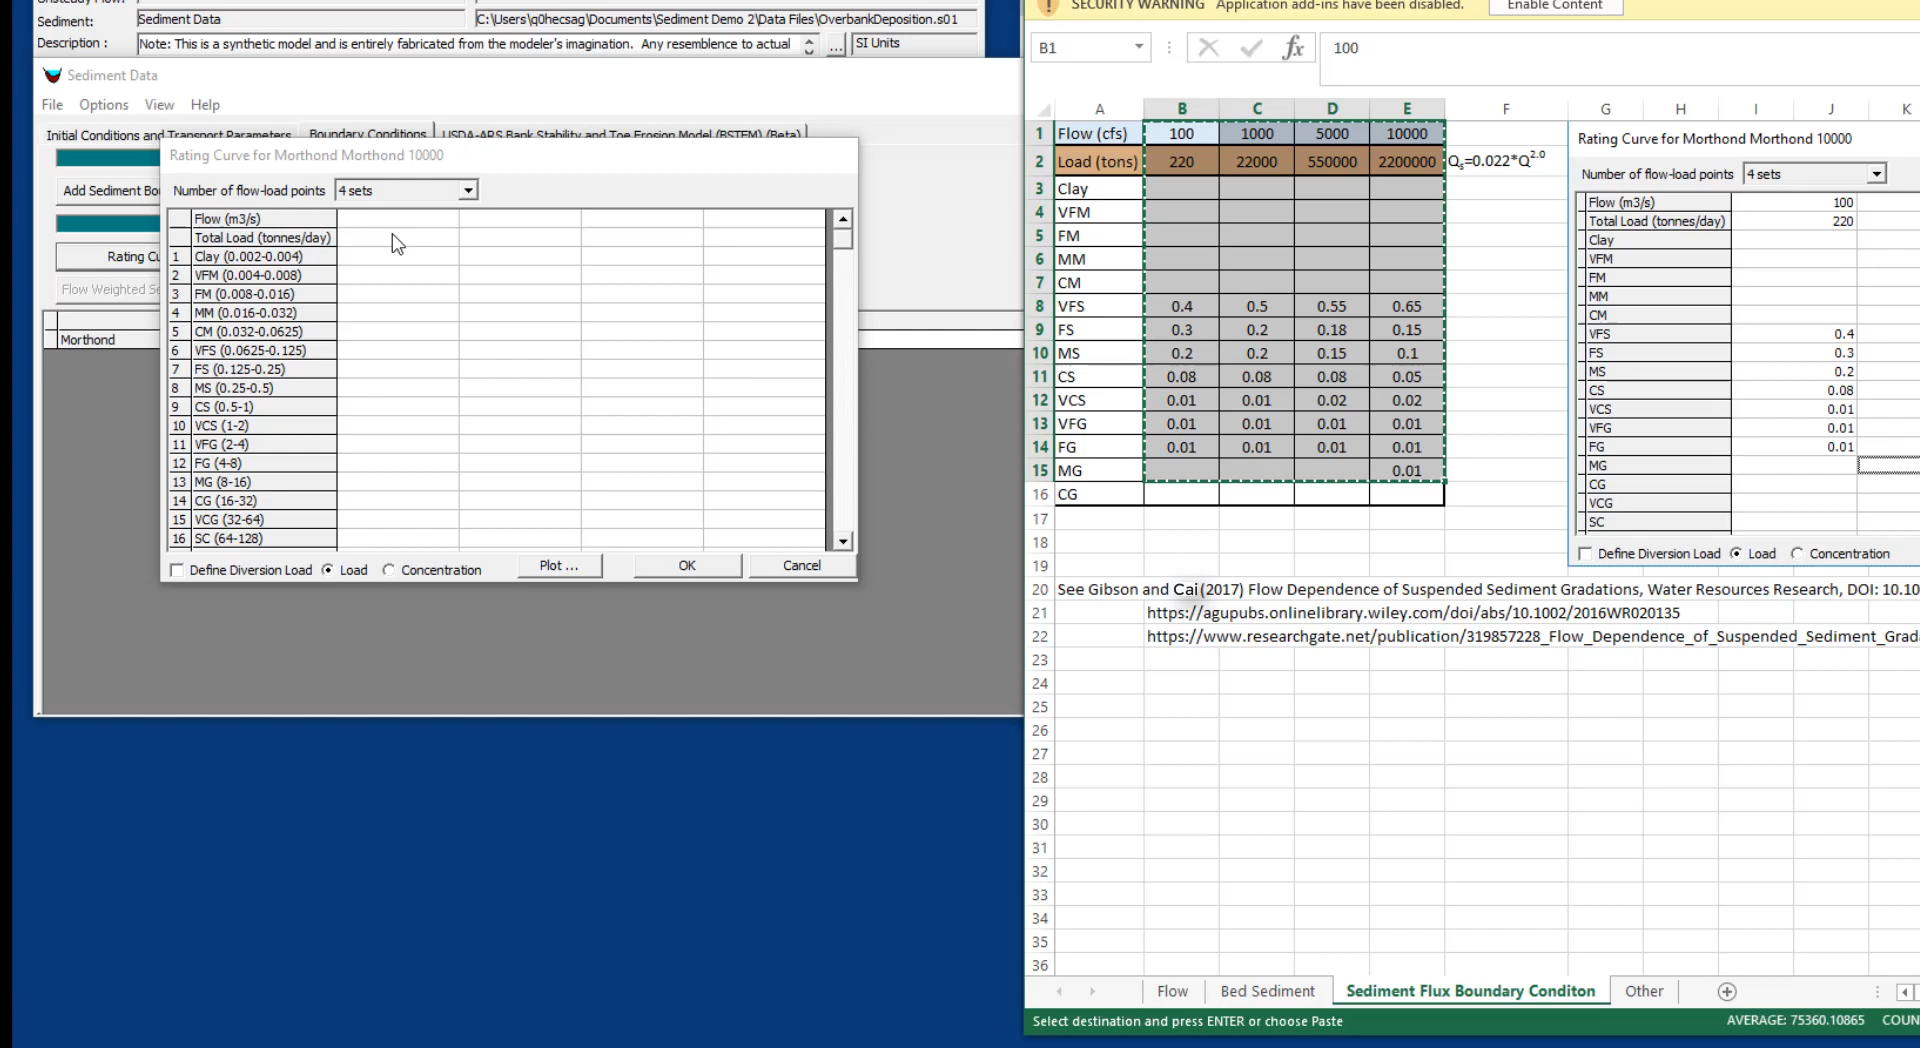 Sediment: Sediment Data C:\Users\q0hecsag\Documents\Sediment Demo 2\Data Files\OverbankDeposition.s01
Description : Note: This is a synthetic model and is entirely fabricated from the modeler's imagination. Any resemblence to actual ... SI Units
Sediment Data
File Options View Help
Initial Conditions and Transport Parameters Boundary Conditions USDA-ARS Bank Stability and Toe Erosion Model (BSTEM) (Beta)
Add Sediment Bo
Rating Cu
Flow Weighted Se
Morthond
Rating Curve for Morthond Morthond 10000
Number of flow-load points 4 sets
Flow (m3/s)
Total Load (tonnes/day)
1 Clay (0.002-0.004)
2 VFM (0.004-0.008)
3 FM (0.008-0.016)
4 MM (0.016-0.032)
5 CM (0.032-0.0625)
6 VFS (0.0625-0.125)
7 FS (0.125-0.25)
8 MS (0.25-0.5)
9 CS (0.5-1)
10 VCS (1-2)
11 VFG (2-4)
12 FG (4-8)
13 MG (8-16)
14 CG (16-32)
15 VCG (32-64)
16 SC (64-128)
Define Diversion Load Load Concentration Plot ... OK Cancel
SECURITY WARNING Application add-ins have been disabled. Enable Content
B1 fx 100
A B C D E F G H I J K
1 Flow (cfs) 100 1000 5000 10000
2 Load (tons) 220 22000 550000 2200000 Qs=0.022*Q2.0
3 Clay
4 VFM
5 FM
6 MM
7 CM
8 VFS 0.4 0.5 0.55 0.65
9 FS 0.3 0.2 0.18 0.15
10 MS 0.2 0.2 0.15 0.1
11 CS 0.08 0.08 0.08 0.05
12 VCS 0.01 0.01 0.02 0.02
13 VFG 0.01 0.01 0.01 0.01
14 FG 0.01 0.01 0.01 0.01
15 MG 0.01
16 CG
17
18
19
20 See Gibson and Cai (2017) Flow Dependence of Suspended Sediment Gradations, Water Resources Research, DOI: 10.10
21 https://agupubs.onlinelibrary.wiley.com/doi/abs/10.1002/2016WR020135
22 https://www.researchgate.net/publication/319857228_Flow_Dependence_of_Suspended_Sediment_Grad
23
24
25
26
27
28
29
30
31
32
33
34
35
36
Rating Curve for Morthond Morthond 10000
Number of flow-load points 4 sets
Flow (m3/s) 100
Total Load (tonnes/day) 220
Clay
VFM
FM
MM
CM
VFS 0.4
FS 0.3
MS 0.2
CS 0.08
VCS 0.01
VFG 0.01
FG 0.01
MG
CG
VCG
SC
Define Diversion Load Load Concentration
Flow Bed Sediment Sediment Flux Boundary Conditon Other
Select destination and press ENTER or choose Paste AVERAGE: 75360.10865 COUN